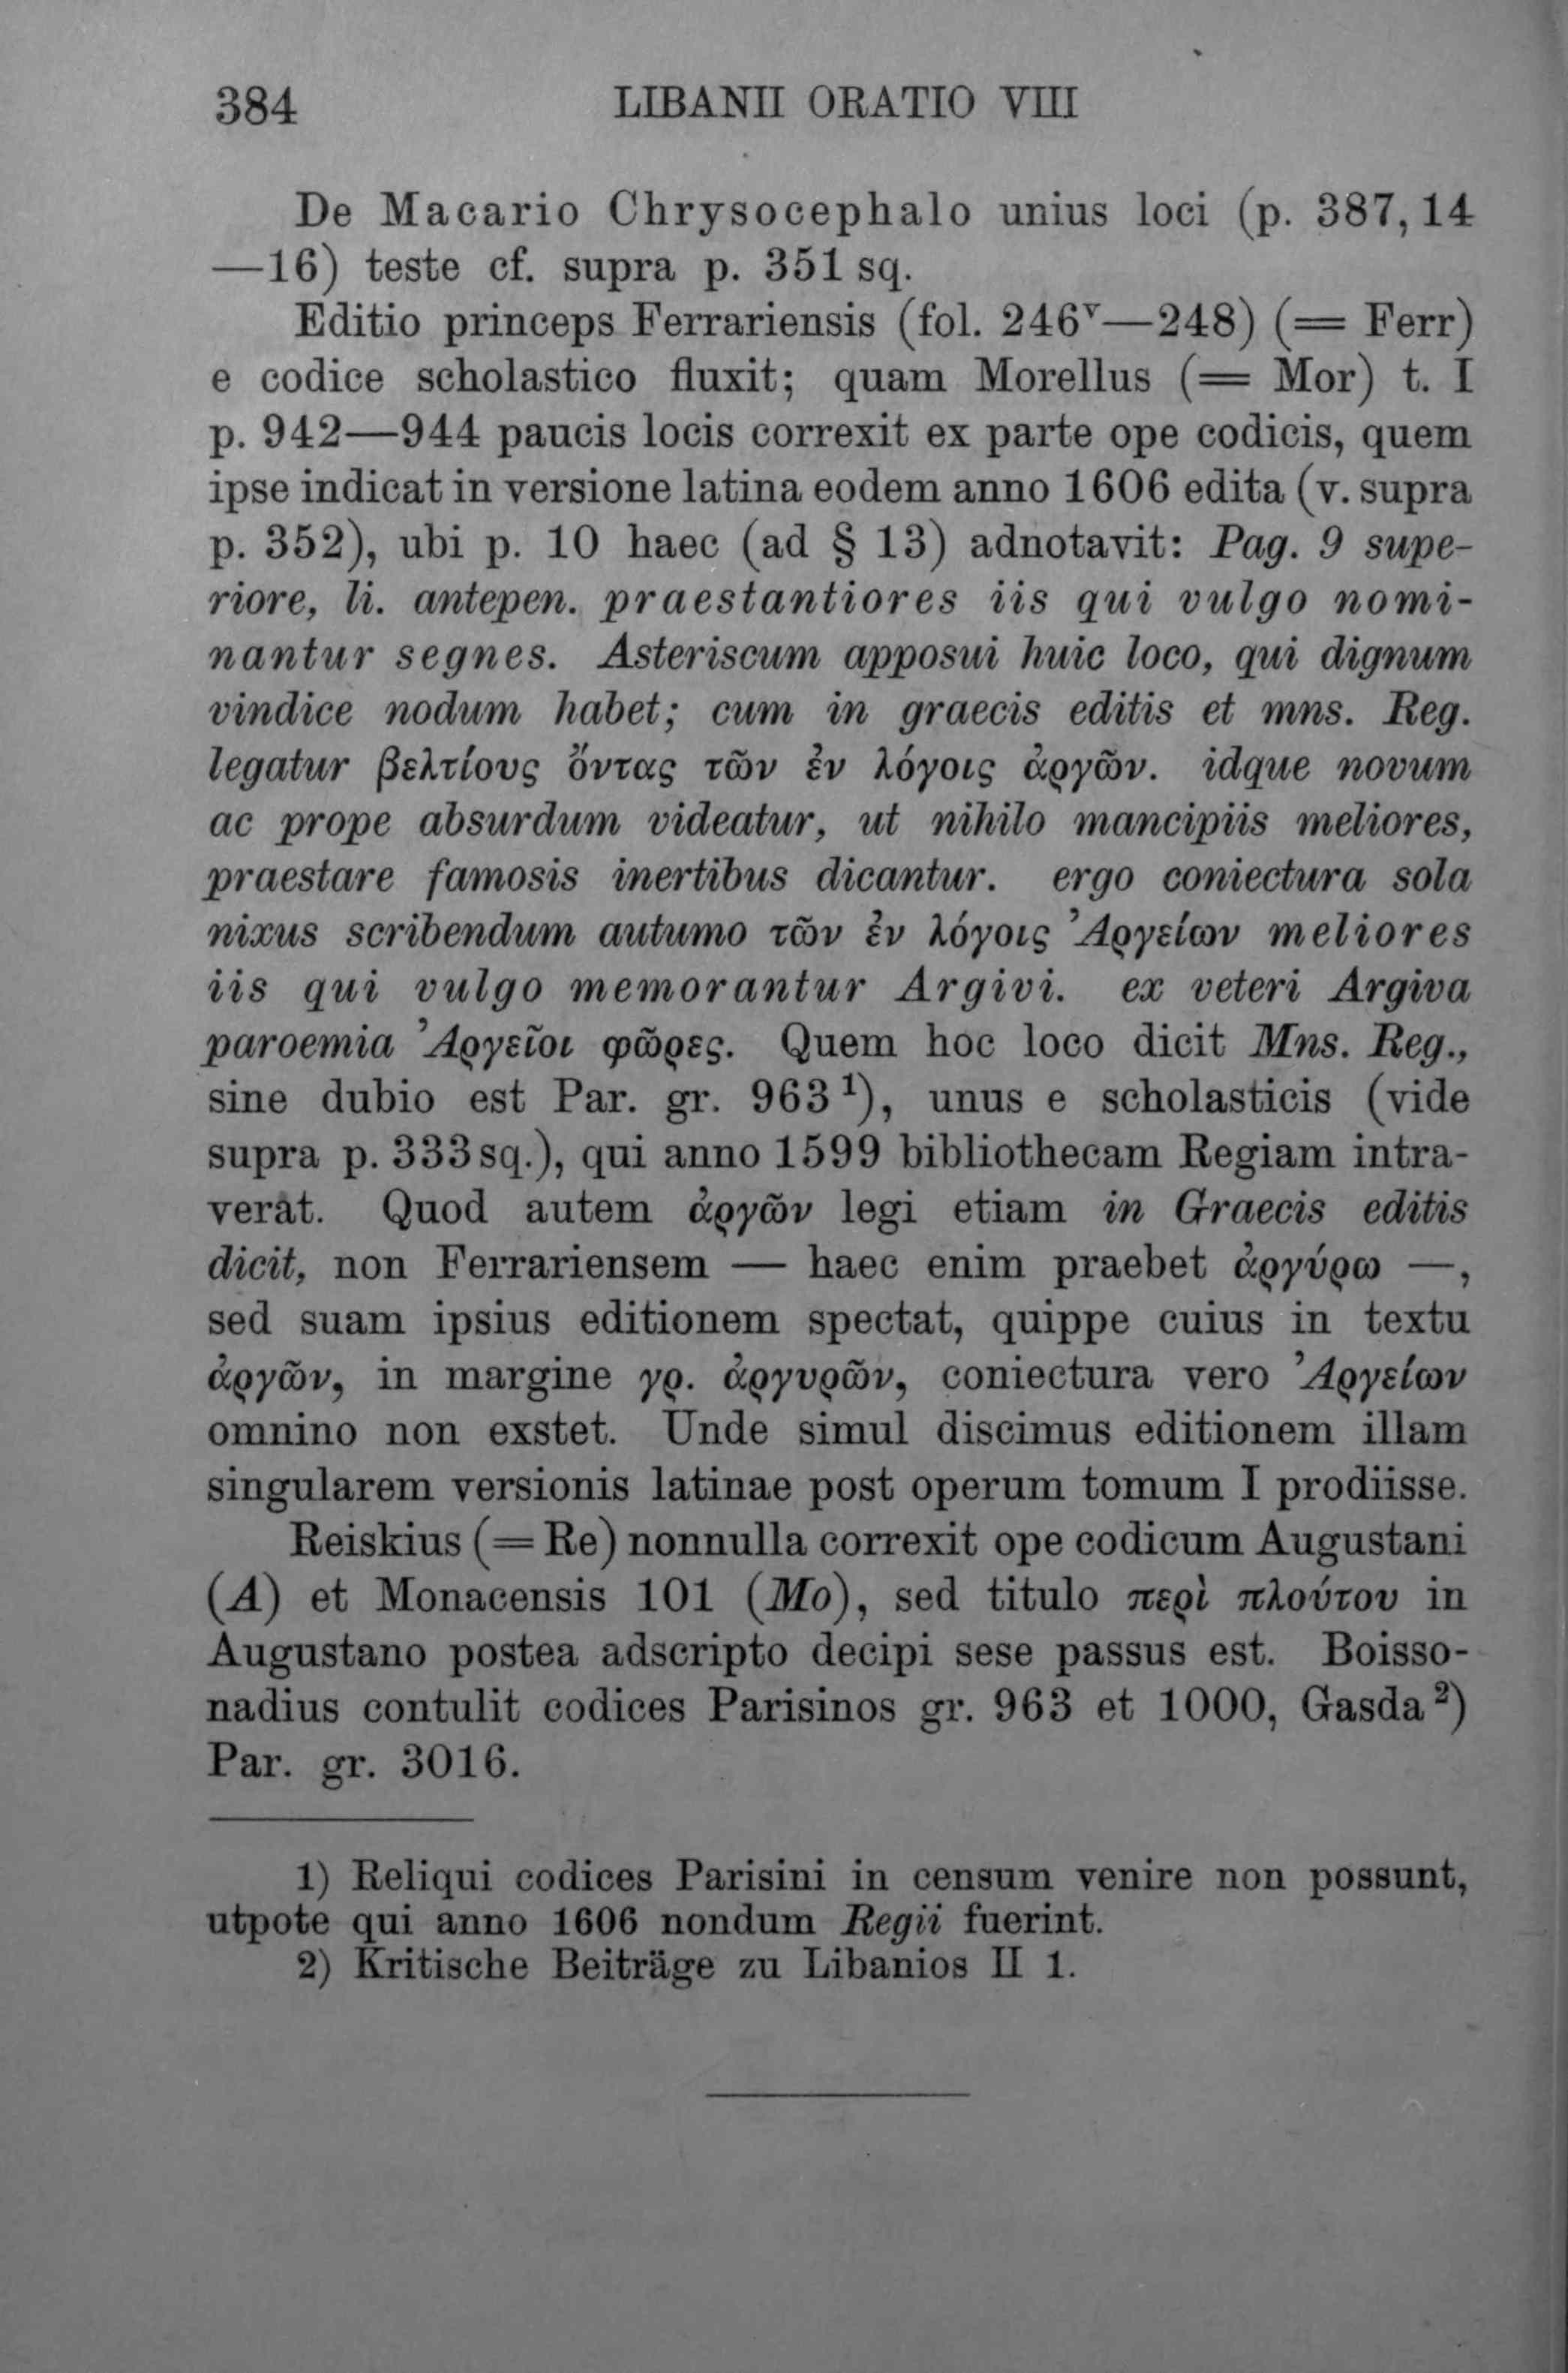 384 LIBANII ORATIO VIII
De Macario Chrysocephalo unius loci (p. 387, 14
—16) teste cf. supra p. 351 sq.
Editio princeps Ferrariensis (fol. 246ᵛ—248) (= Ferr)
e codice scholastico fluxit; quam Morellus (= Mor) t. I
p. 942—944 paucis locis correxit ex parte ope codicis, quem
ipse indicat in versione latina eodem anno 1606 edita (v. supra
p. 352), ubi p. 10 haec (ad § 13) adnotavit: Pag. 9 supe-
riore, li. antepen. praestantiores iis qui vulgo nomi-
nantur segnes. Asteriscum apposui huic loco, qui dignum
vindice nodum habet; cum in graecis editis et mns. Reg.
legatur βελτίους ὄντας τῶν ἐν λόγοις ἀργῶν. idque novum
ac prope absurdum videatur, ut nihilo mancipiis meliores,
praestare famosis inertibus dicantur. ergo coniectura sola
nixus scribendum autumo τῶν ἐν λόγοις Ἀργείων meliores
iis qui vulgo memorantur Argivi. ex veteri Argiva
paroemia Ἀργεῖοι φῶρες. Quem hoc loco dicit Mns. Reg.,
sine dubio est Par. gr. 963 ¹), unus e scholasticis (vide
supra p. 333 sq.), qui anno 1599 bibliothecam Regiam intra-
verat. Quod autem ἀργῶν legi etiam in Graecis editis
dicit, non Ferrariensem — haec enim praebet ἀργύρω —,
sed suam ipsius editionem spectat, quippe cuius in textu
ἀργῶν, in margine γρ. ἀργυρῶν, coniectura vero Ἀργείων
omnino non exstet. Unde simul discimus editionem illam
singularem versionis latinae post operum tomum I prodiisse.
Reiskius (= Re) nonnulla correxit ope codicum Augustani
(A) et Monacensis 101 (Mo), sed titulo περὶ πλούτου in
Augustano postea adscripto decipi sese passus est. Boisso-
nadius contulit codices Parisinos gr. 963 et 1000, Gasda ²)
Par. gr. 3016.
1) Reliqui codices Parisini in censum venire non possunt,
utpote qui anno 1606 nondum Regii fuerint.
2) Kritische Beiträge zu Libanios II 1.